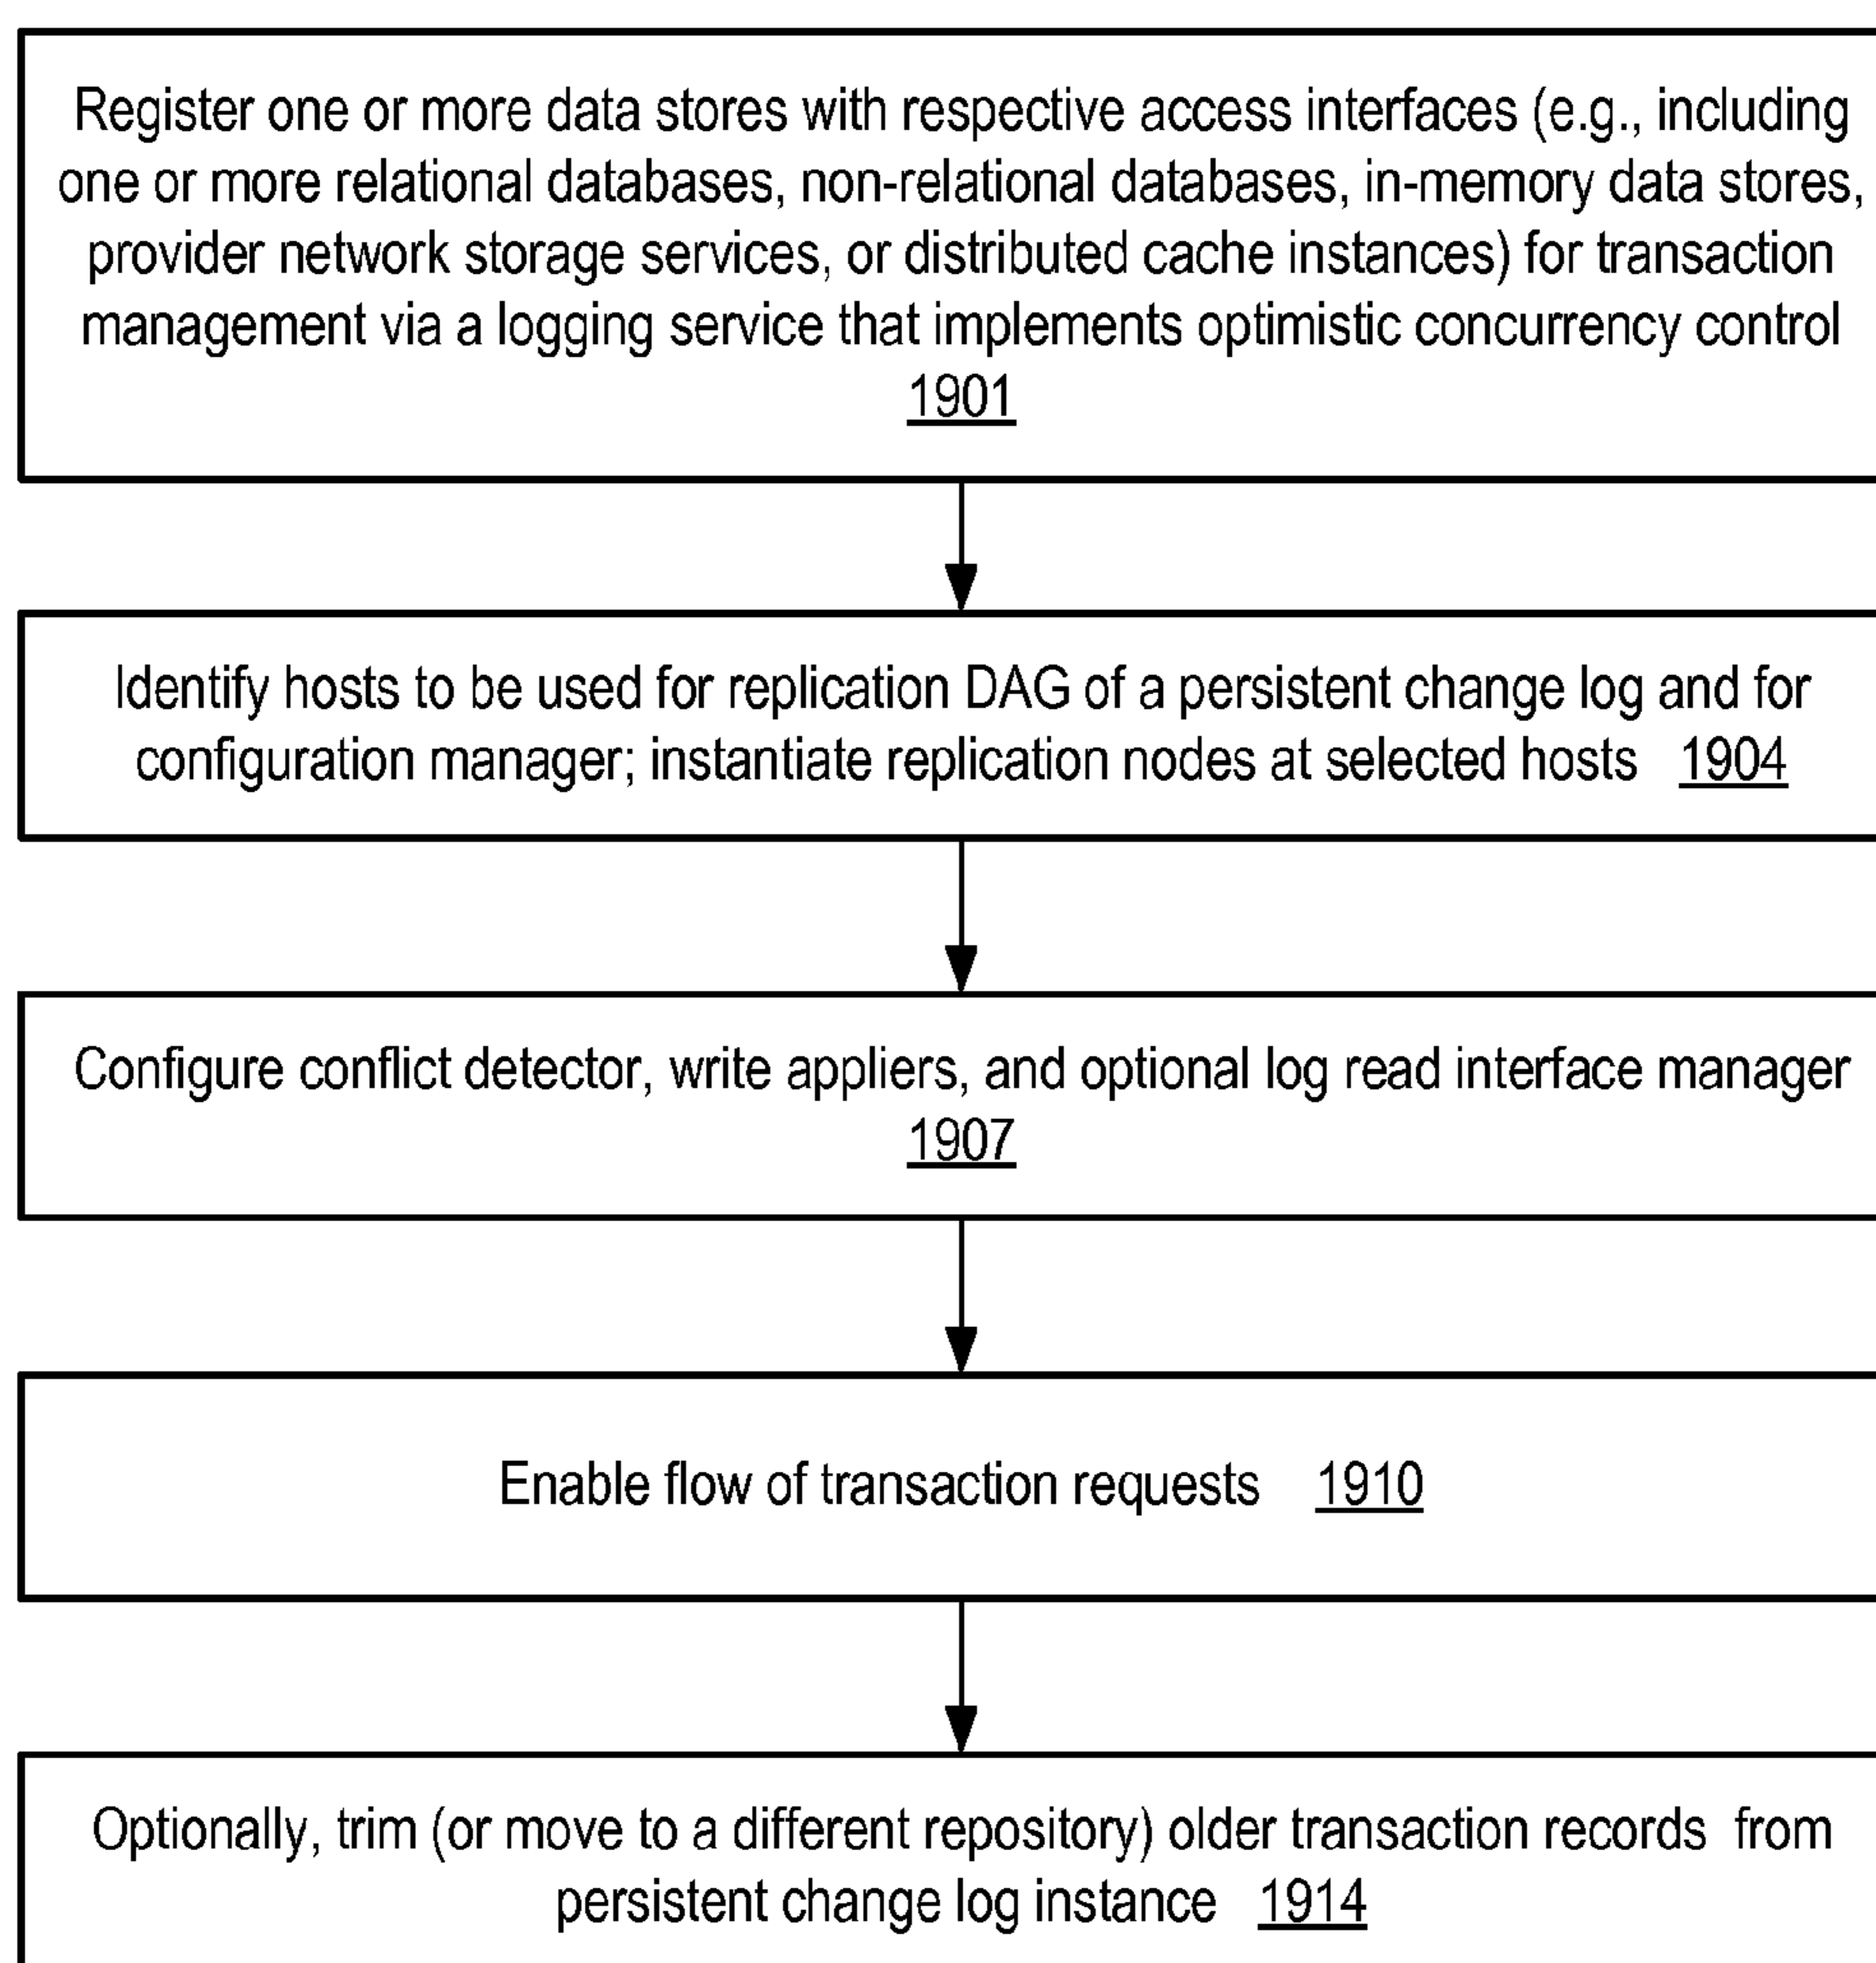 Register one or more data stores with respective access interfaces (e.g., including
one or more relational databases, non-relational databases, in-memory data stores,
provider network storage services, or distributed cache instances) for transaction
management via a logging service that implements optimistic concurrency control
1901
Identify hosts to be used for replication DAG of a persistent change log and for
configuration manager; instantiate replication nodes at selected hosts 1904
Configure conflict detector, write appliers, and optional log read interface manager
1907
Enable flow of transaction requests 1910
Optionally, trim (or move to a different repository) older transaction records from
persistent change log instance 1914